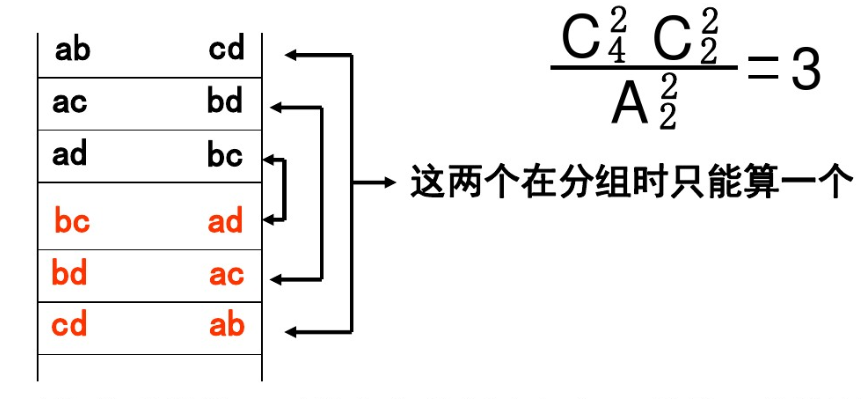 ab cd
ac bd
ad bc
bc ad
bd ac
cd ab
C₄² C₂²
A₂²
=3
这两个在分组时只能算一个